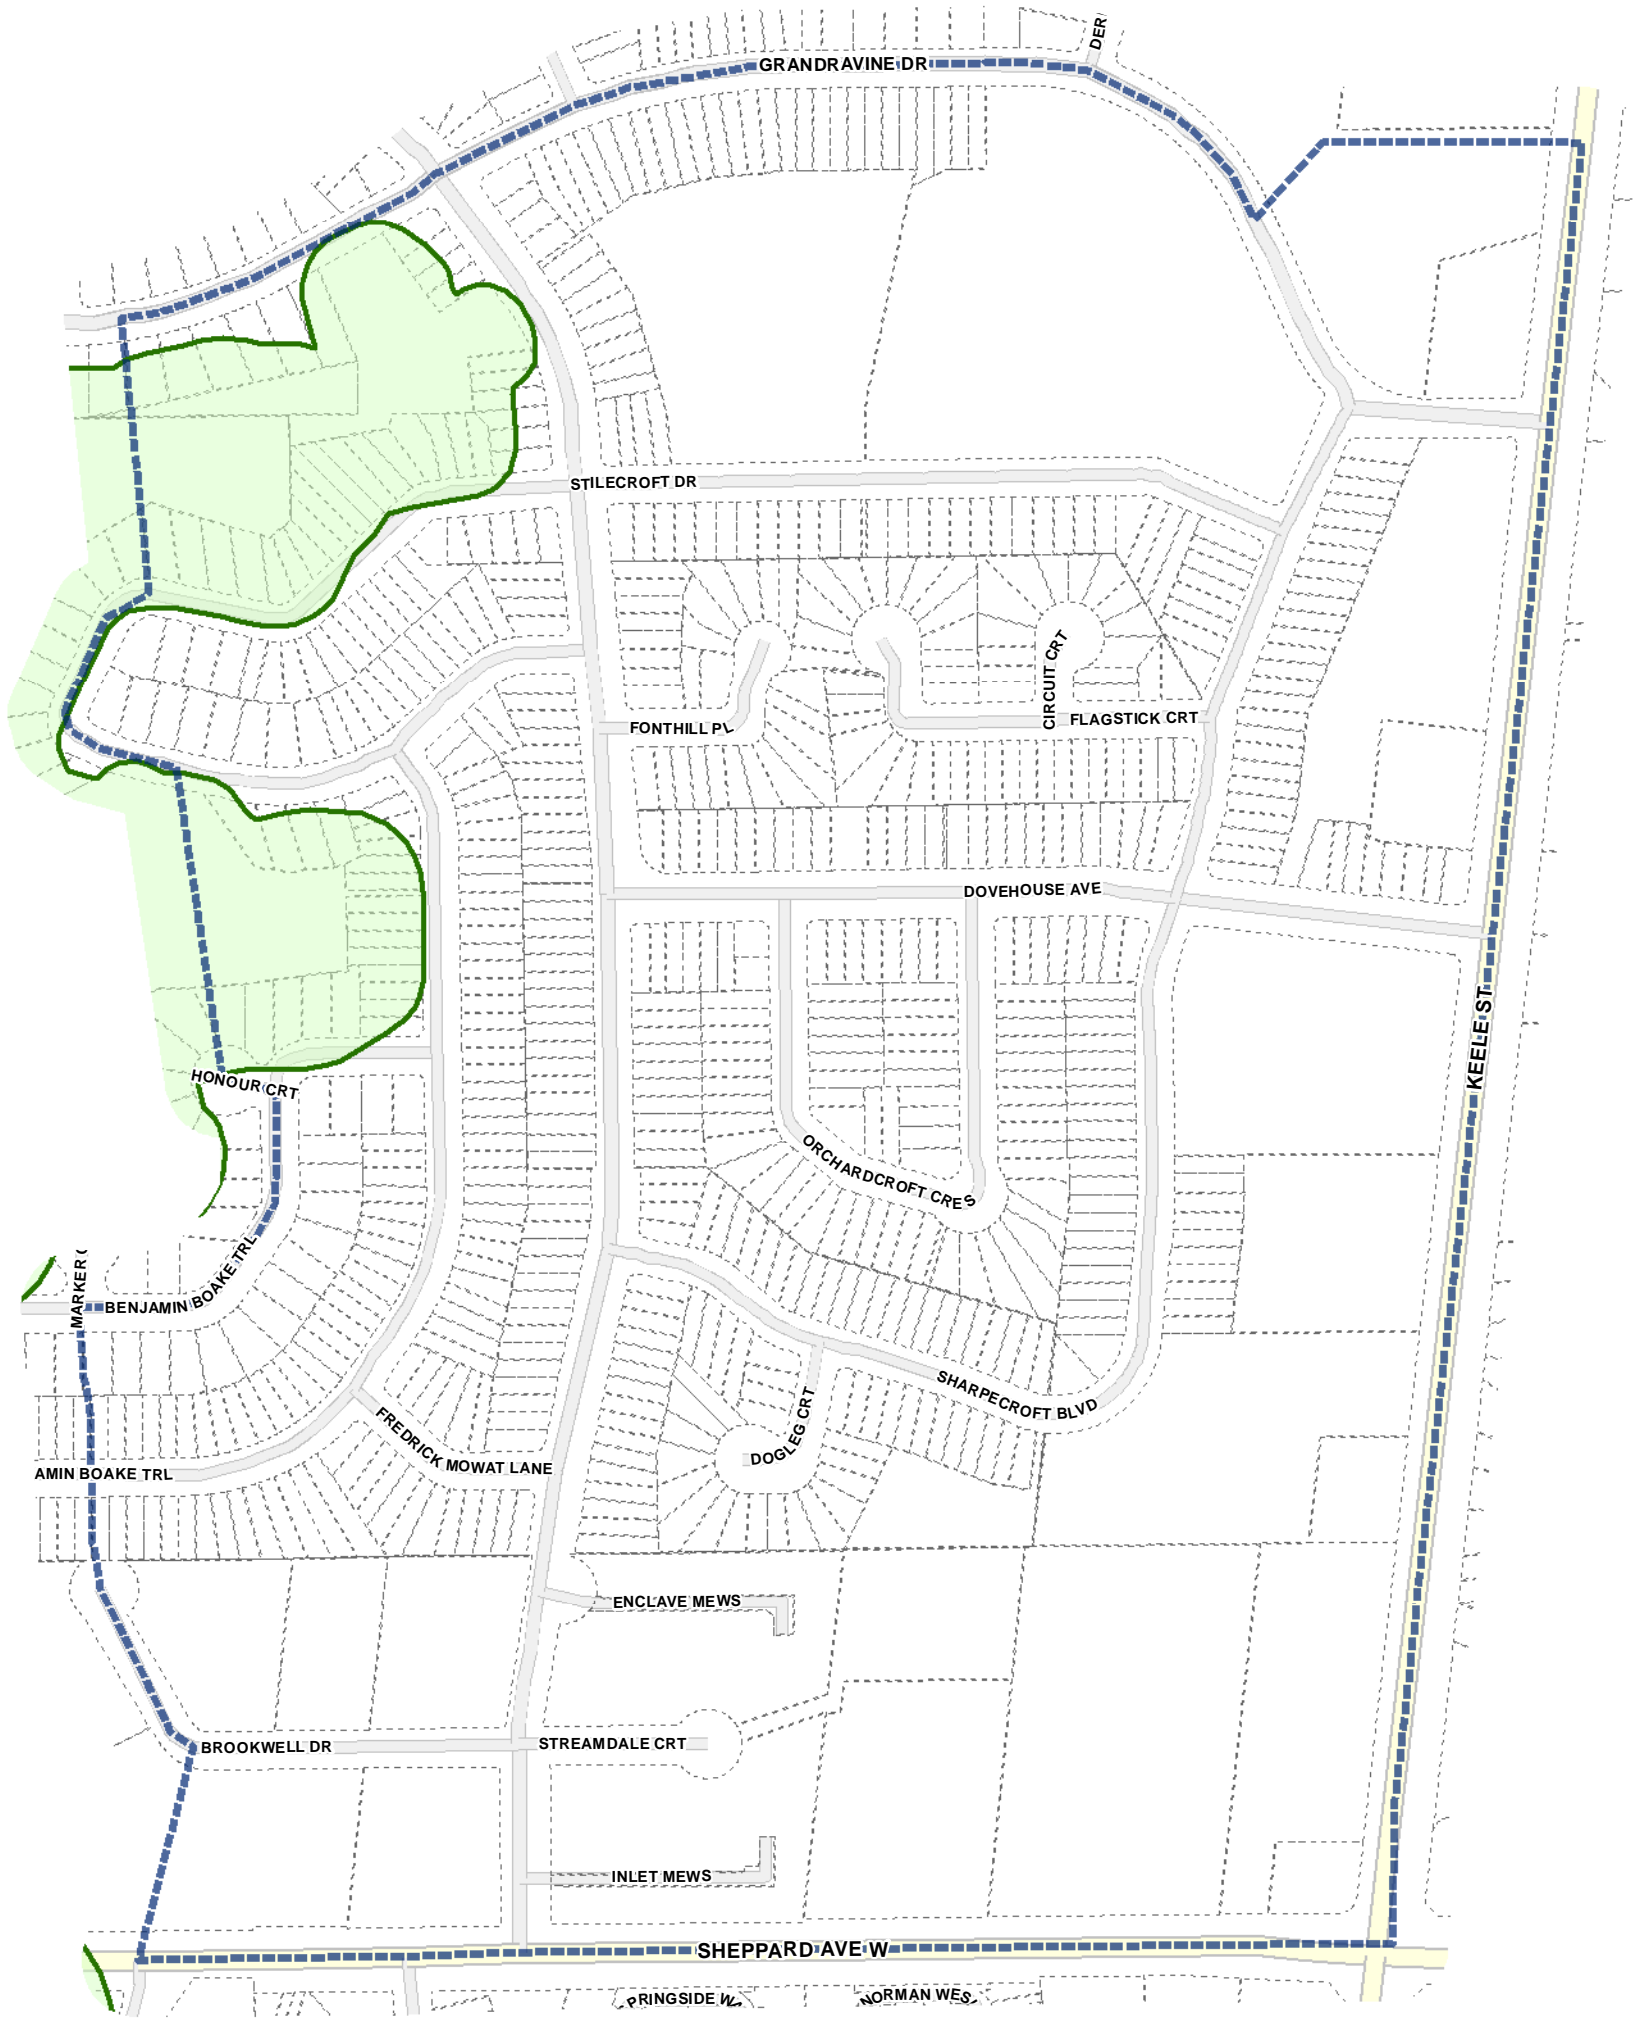 DER
GRANDRAVINE DR
STILECROFT DR
CIRCUIT CRT
FLAGSTICK CRT
FONTHILL PL
DOVEHOUSE AVE
KEELE ST
HONOUR CRT
ORCHARDCROFT CRES
BENJAMIN BOAKE TRL
MARKER C
SHARPECROFT BLVD
DOGLEG CRT
FREDRICK MOWAT LANE
AMIN BOAKE TRL
ENCLAVE MEWS
BROOKWELL DR
STREAMDALE CRT
INLET MEWS
SHEPPARD AVE W
PRINGSIDE WA
NORMAN WES